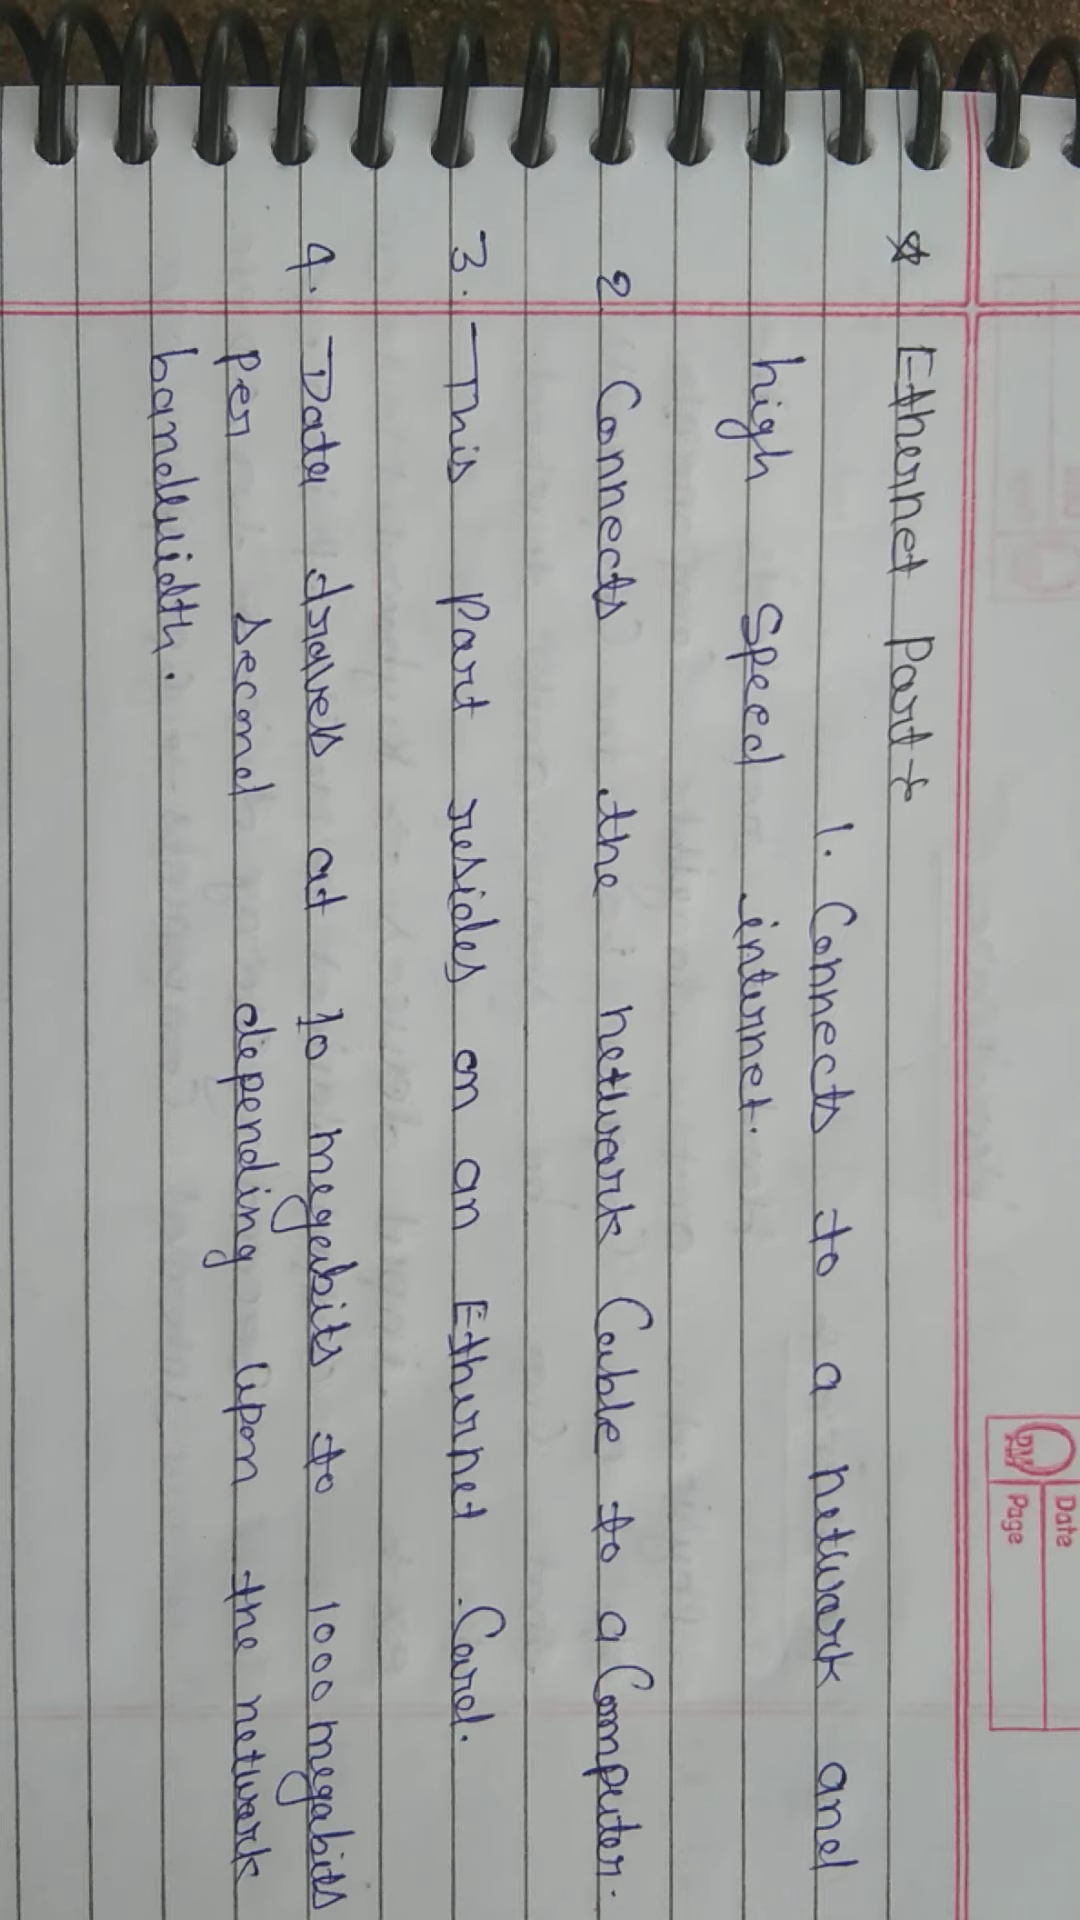 Date
Page
☆ Ethernet Part :-
1. Connects to a network and
high Speed internet.
2. Connects the network Cable to a Computer.
3. This Part resides on an Ethernet Card.
4. Data travels at 10 megabits to 1000 megabits
per second depending upon the network
bandwidth.